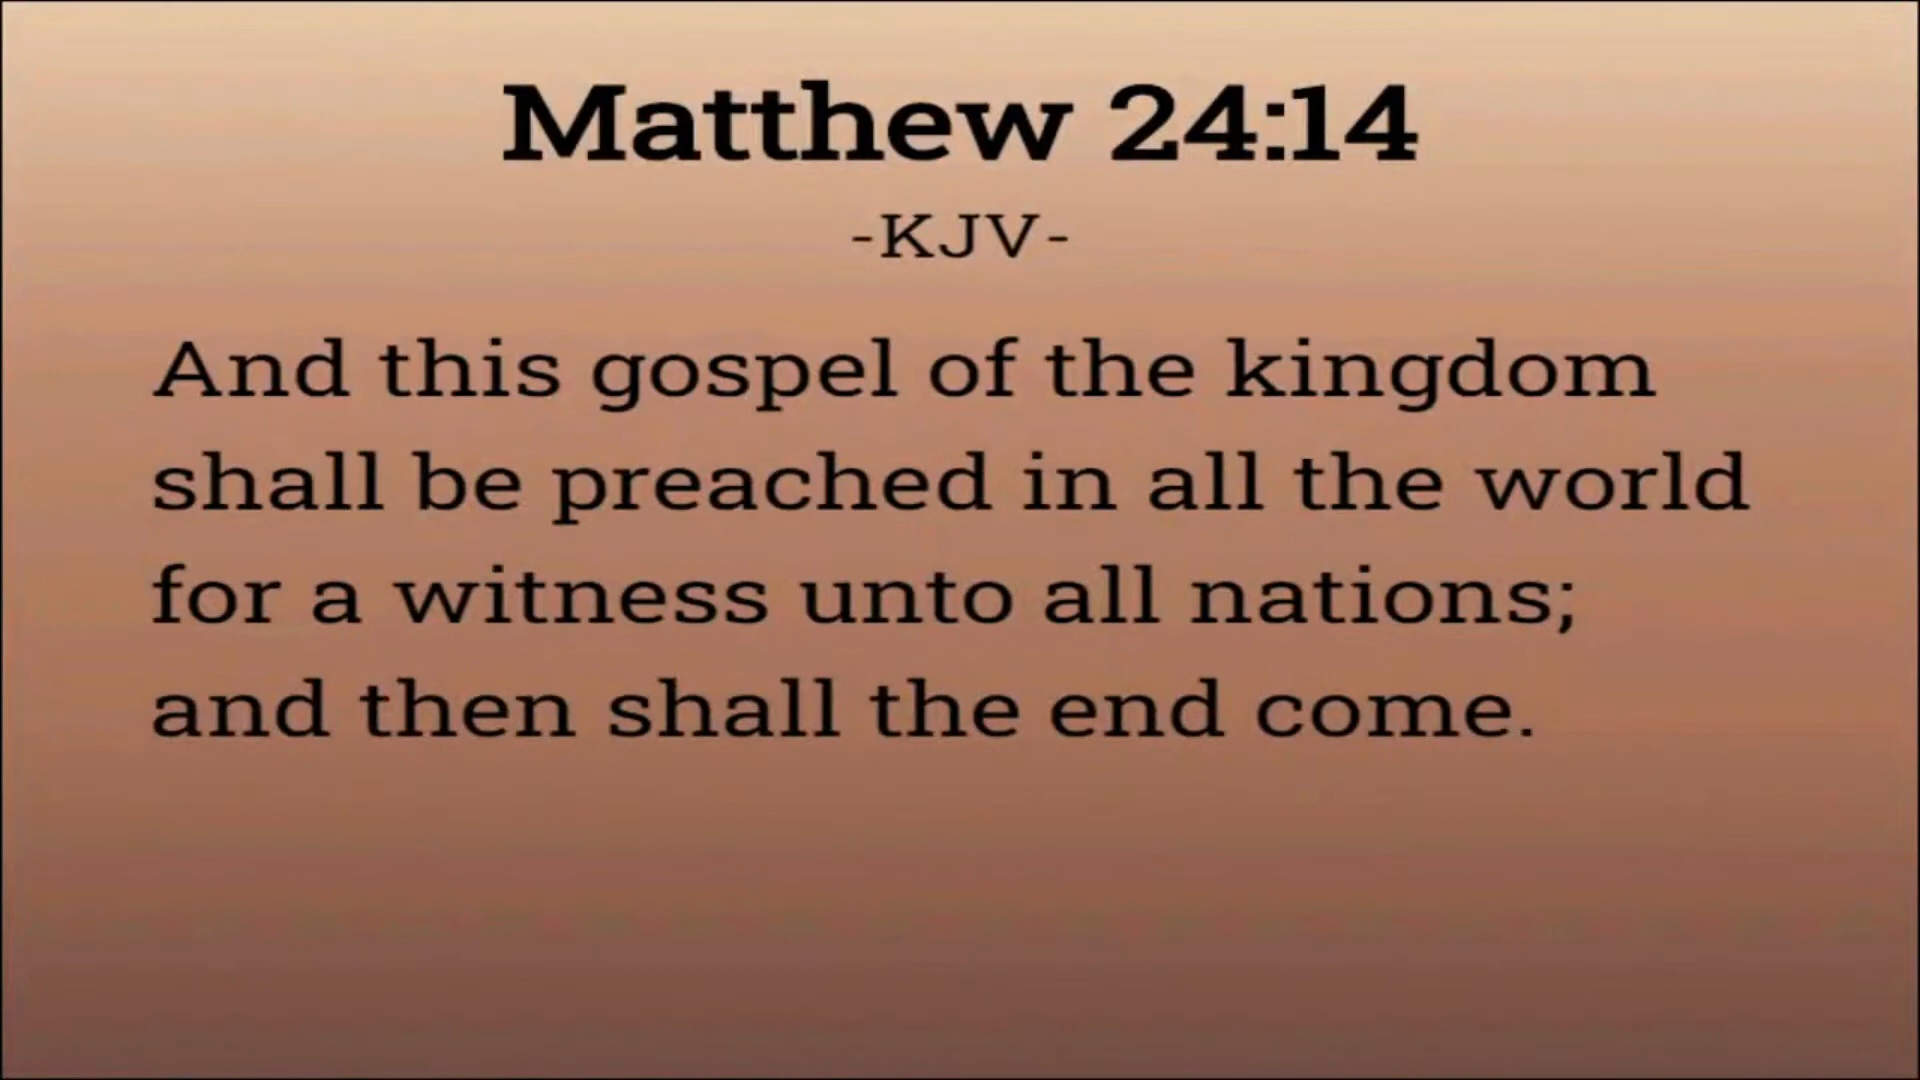 Matthew 24:14
-KJV-
And this gospel of the kingdom
shall be preached in all the world
for a witness unto all nations;
and then shall the end come.